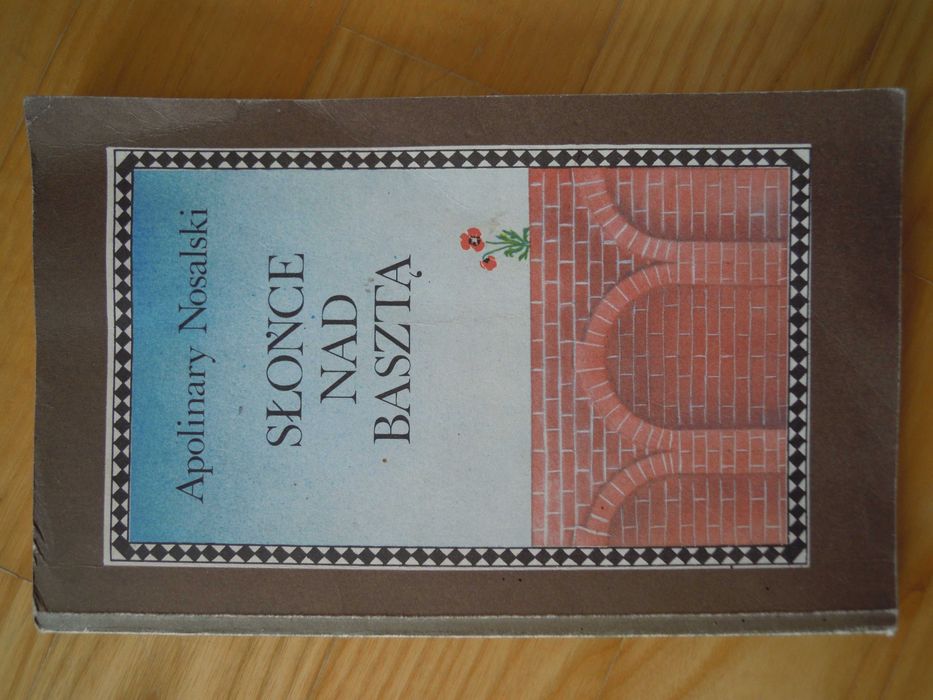 Apolinary Nosalski
SŁOŃCE
NAD
BASZTĄ